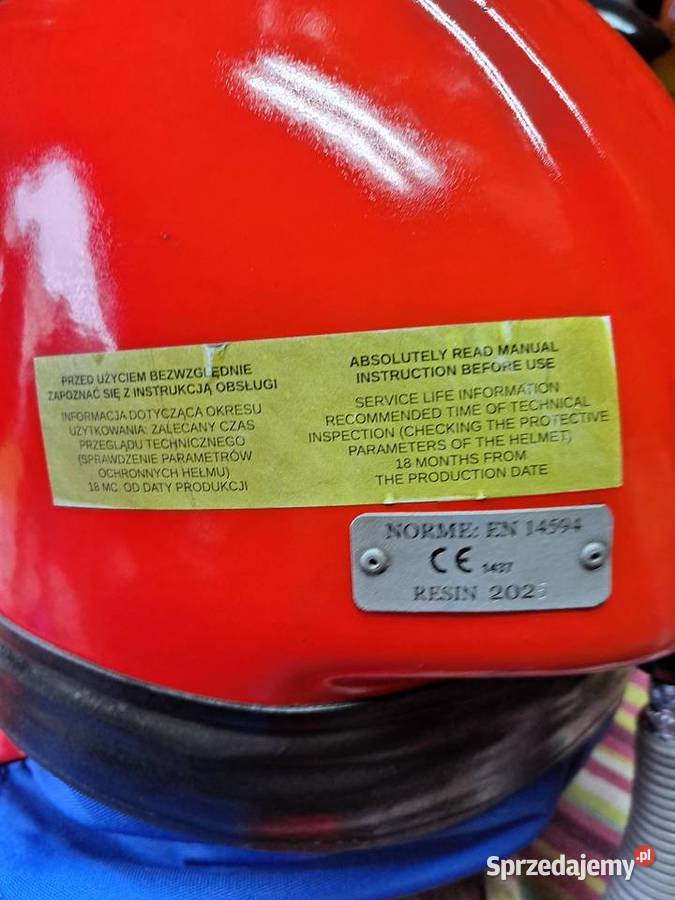 PRZED UŻYCIEM BEZWZGLĘDNIE
ZAPOZNAĆ SIĘ Z INSTRUKCJĄ OBSŁUGI
INFORMACJA DOTYCZĄCA OKRESU
UŻYTKOWANIA: ZALECANY CZAS
PRZEGLĄDU TECHNICZNEGO
(SPRAWDZENIE PARAMETRÓW
OCHRONNYCH HEŁMU)
18 MC. OD DATY PRODUKCJI
ABSOLUTELY READ MANUAL
INSTRUCTION BEFORE USE
SERVICE LIFE INFORMATION
RECOMMENDED TIME OF TECHNICAL
INSPECTION (CHECKING THE PROTECTIVE
PARAMETERS OF THE HELMET)
18 MONTHS FROM
THE PRODUCTION DATE
NORME: EN 14594
CE 1437
RESIN
Sprzedajemy.pl